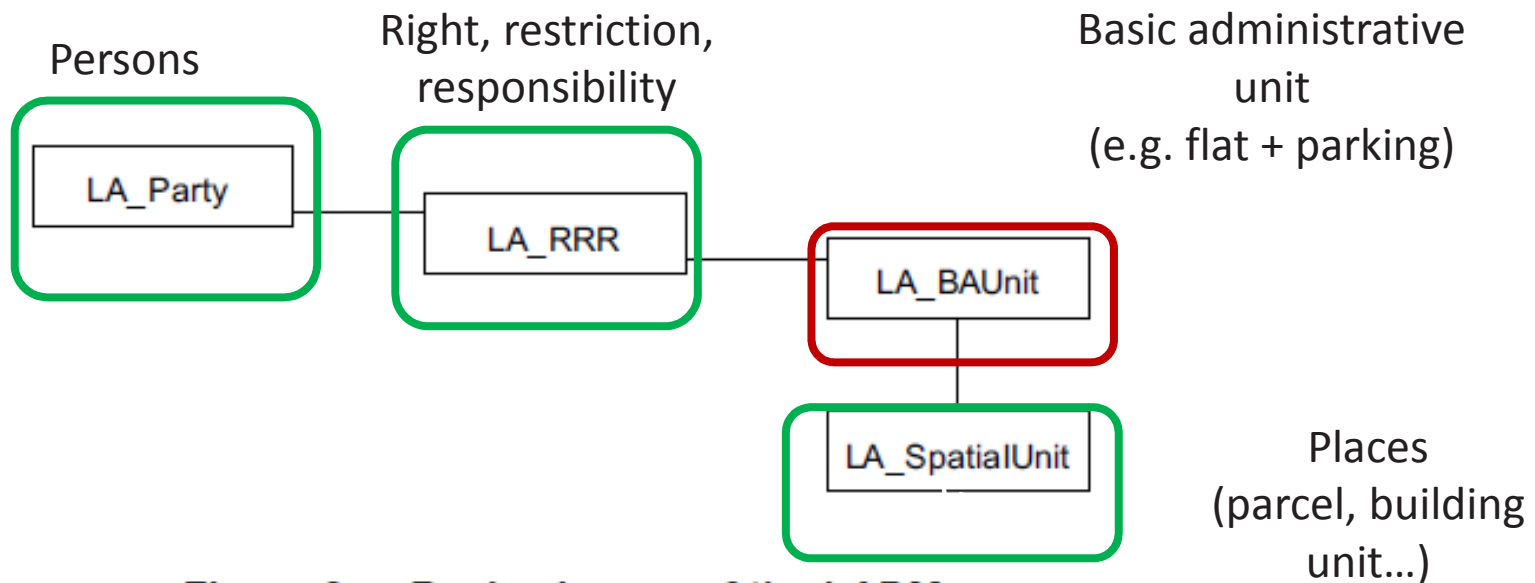 Persons
Right, restriction,
responsibility
Basic administrative
unit
(e.g. flat + parking)
LA_Party
LA_RRR
LA_BAUnit
LA_SpatialUnit
Places
(parcel, building
unit...)